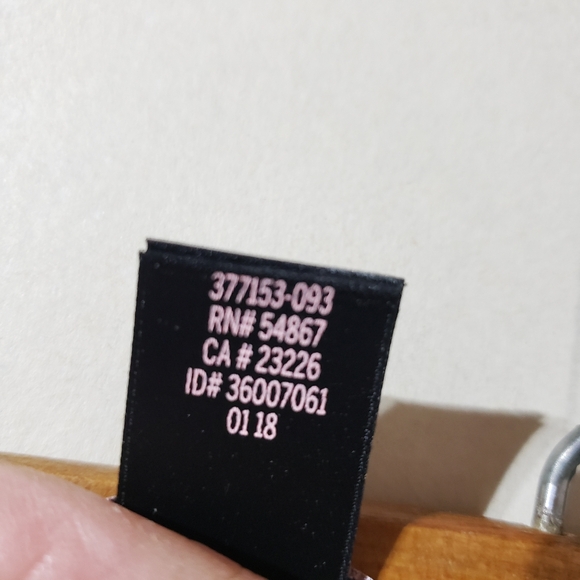 377153-093
RN# 54867
CA # 23226
ID# 36007061
01 18